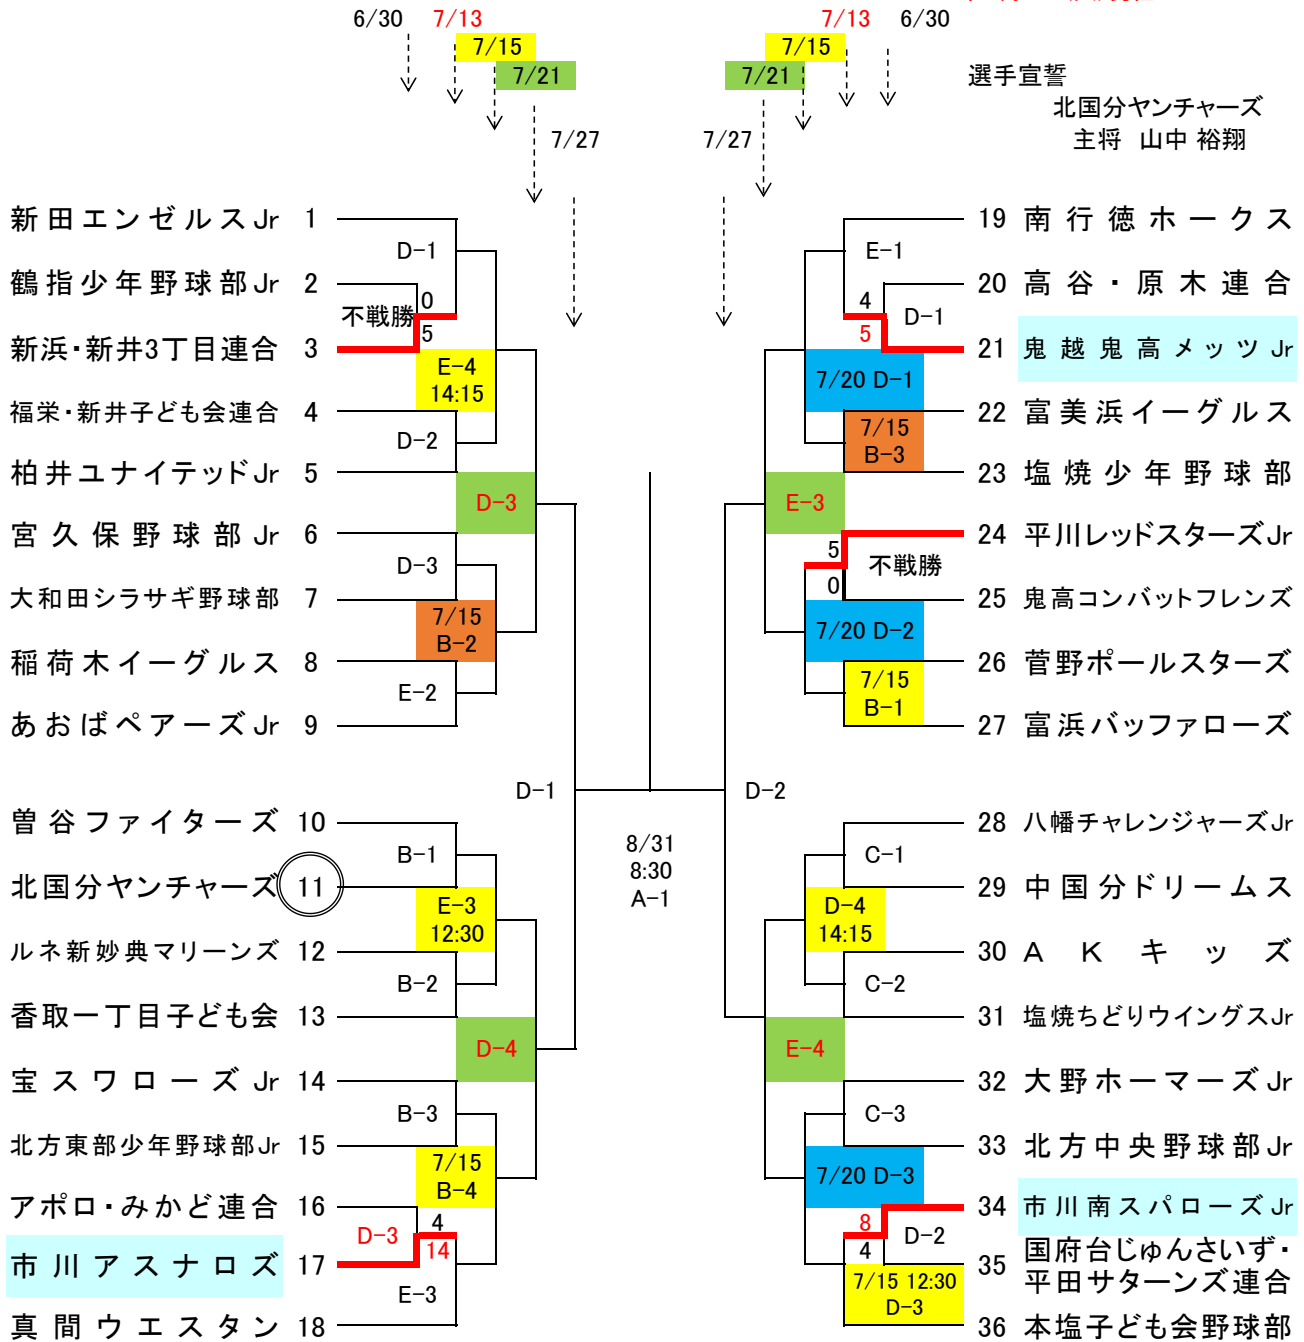 6/30 7/13
7/15
7/21
7/27
7/13 6/30
7/15
7/21
7/27
選手宣誓
北国分ヤンチャーズ
主将 山中 裕翔
新田エンゼルスJr 1
D-1
鶴指少年野球部Jr 2
0
不戦勝
5
新浜・新井3丁目連合 3
E-4
14:15
福栄・新井子ども会連合 4
D-2
柏井ユナイテッドJr 5
D-3
宮久保野球部Jr 6
D-3
大和田シラサギ野球部 7
7/15
B-2
稲荷木イーグルス 8
E-2
あおばペアーズJr 9
D-1
曽谷ファイターズ 10
B-1
北国分ヤンチャーズ 11
E-3
12:30
ルネ新妙典マリーンズ 12
B-2
香取一丁目子ども会 13
D-4
宝スワローズJr 14
B-3
北方東部少年野球部Jr 15
7/15
B-4
アポロ・みかど連合 16
4
D-3
14
市川アスナロズ 17
E-3
真間ウエスタン 18
8/31
8:30
A-1
19 南行徳ホークス
E-1
20 高谷・原木連合
4
D-1
5
21 鬼越鬼高メッツJr
7/20 D-1
22 富美浜イーグルス
7/15
B-3
23 塩焼少年野球部
E-3
24 平川レッドスターズJr
5
不戦勝
0
25 鬼高コンバットフレンズ
7/20 D-2
26 菅野ポールスターズ
7/15
B-1
27 富浜バッファローズ
D-2
28 八幡チャレンジャーズJr
C-1
29 中国分ドリームス
D-4
14:15
30 AKキッズ
C-2
31 塩焼ちどりウイングスJr
E-4
32 大野ホーマーズJr
C-3
33 北方中央野球部Jr
7/20 D-3
34 市川南スパローズJr
8
D-2
4
35 国府台じゅんさいず・
平田サターンズ連合
7/15 12:30
D-3
36 本塩子ども会野球部